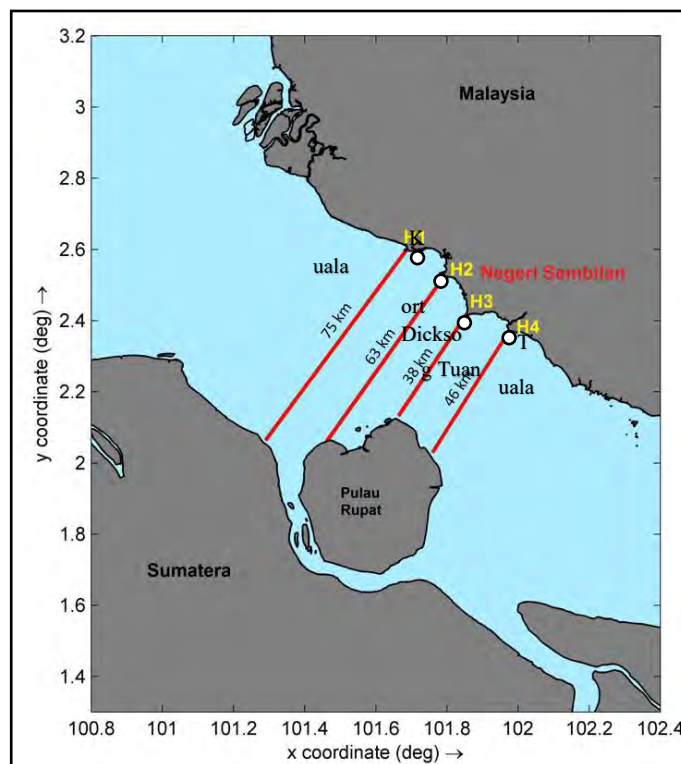 3.2
3
2.8
2.6
2.4
2.2
2
1.8
1.6
1.4
y coordinate (deg) →
Malaysia
H1
K
uala
H2
Negeri Sembilan
ort
Dickso
H3
g Tuan
H4
T
uala
75 km
63 km
38 km
46 km
Pulau
Rupat
Sumatera
100.8 101 101.2 101.4 101.6 101.8 102 102.2 102.4
x coordinate (deg) →